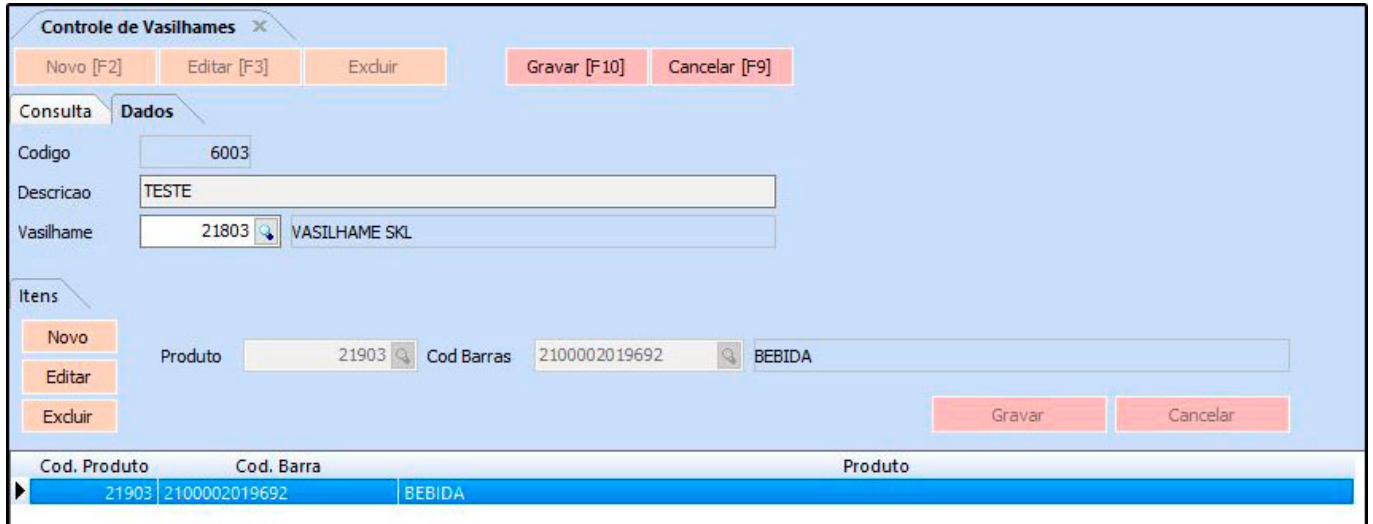 Controle de Vasilhames
Novo [F2] Editar [F3] Excluir Gravar [F10] Cancelar [F9]
Consulta Dados
Codigo 6003
Descricao TESTE
Vasilhame 21803 VASILHAME SKL
Itens
Novo
Produto 21903 Cod Barras 2100002019692 BEBIDA
Editar
Excluir Gravar Cancelar
Cod. Produto Cod. Barra Produto
21903 2100002019692 BEBIDA